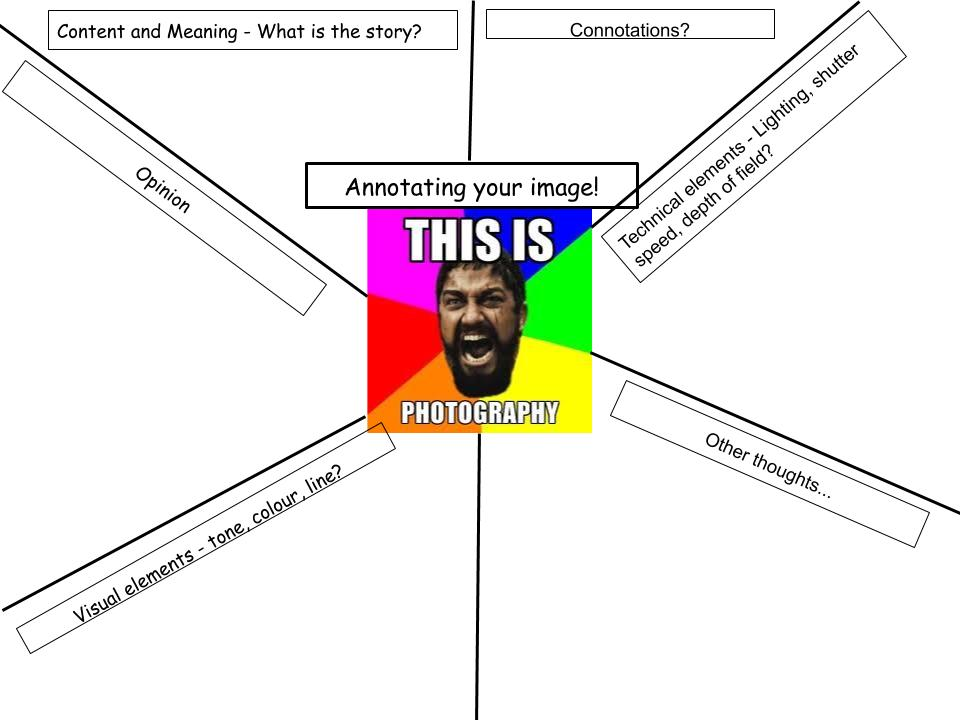 Content and Meaning - What is the story?
Connotations?
Opinion
Technical elements - Lighting, shutter
speed, depth of field?
Annotating your image!
THIS IS
PHOTOGRAPHY
Visual elements - tone, colour, line?
Other thoughts...